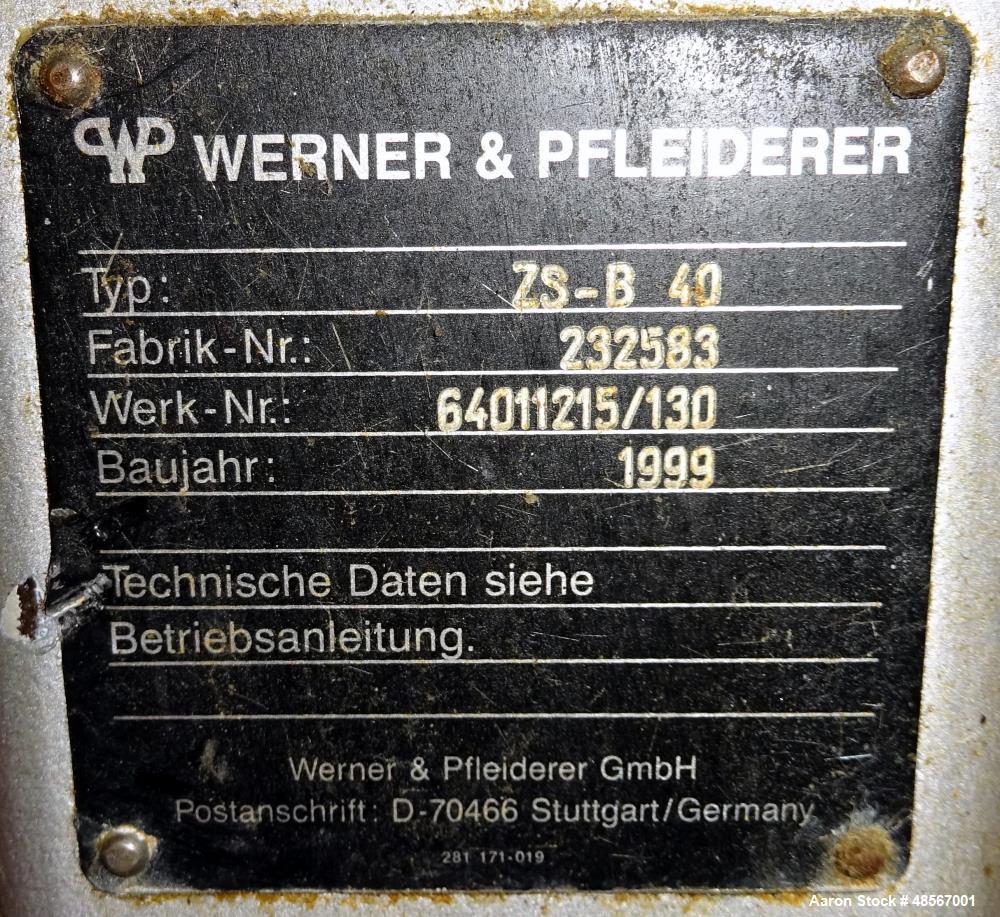 WP WERNER & PFLEIDERER
Typ: ZS-B 40
Fabrik-Nr.: 232583
Werk-Nr.: 64011215/130
Baujahr: 1999
Technische Daten siehe
Betriebsanleitung.
Werner & Pfleiderer GmbH
Postanschrift: D-70466 Stuttgart/Germany
281 171-019
Aaron Stock # 48567001